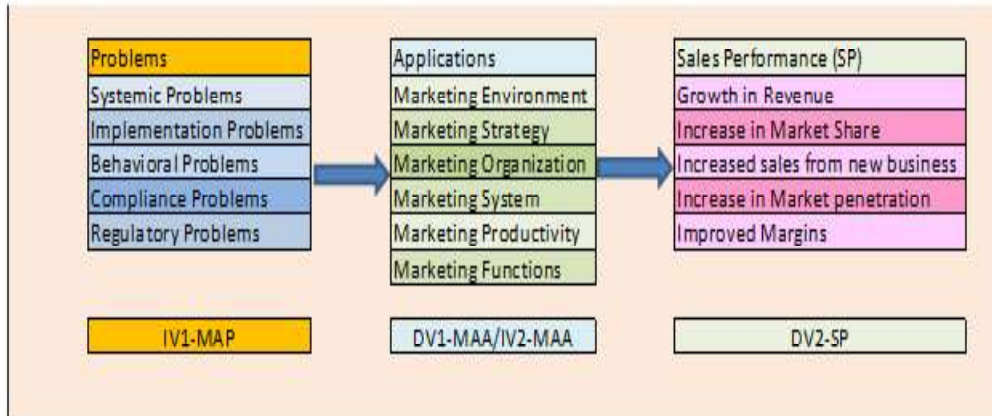 Problems
Systemic Problems
Implementation Problems
Behavioral Problems
Compliance Problems
Regulatory Problems
IV1-MAP
Applications
Marketing Environment
Marketing Strategy
Marketing Organization
Marketing System
Marketing Productivity
Marketing Functions
DV1-MAA/IV2-MAA
Sales Performance (SP)
Growth in Revenue
Increase in Market Share
Increased sales from new business
Increase in Market penetration
Improved Margins
DV2-SP